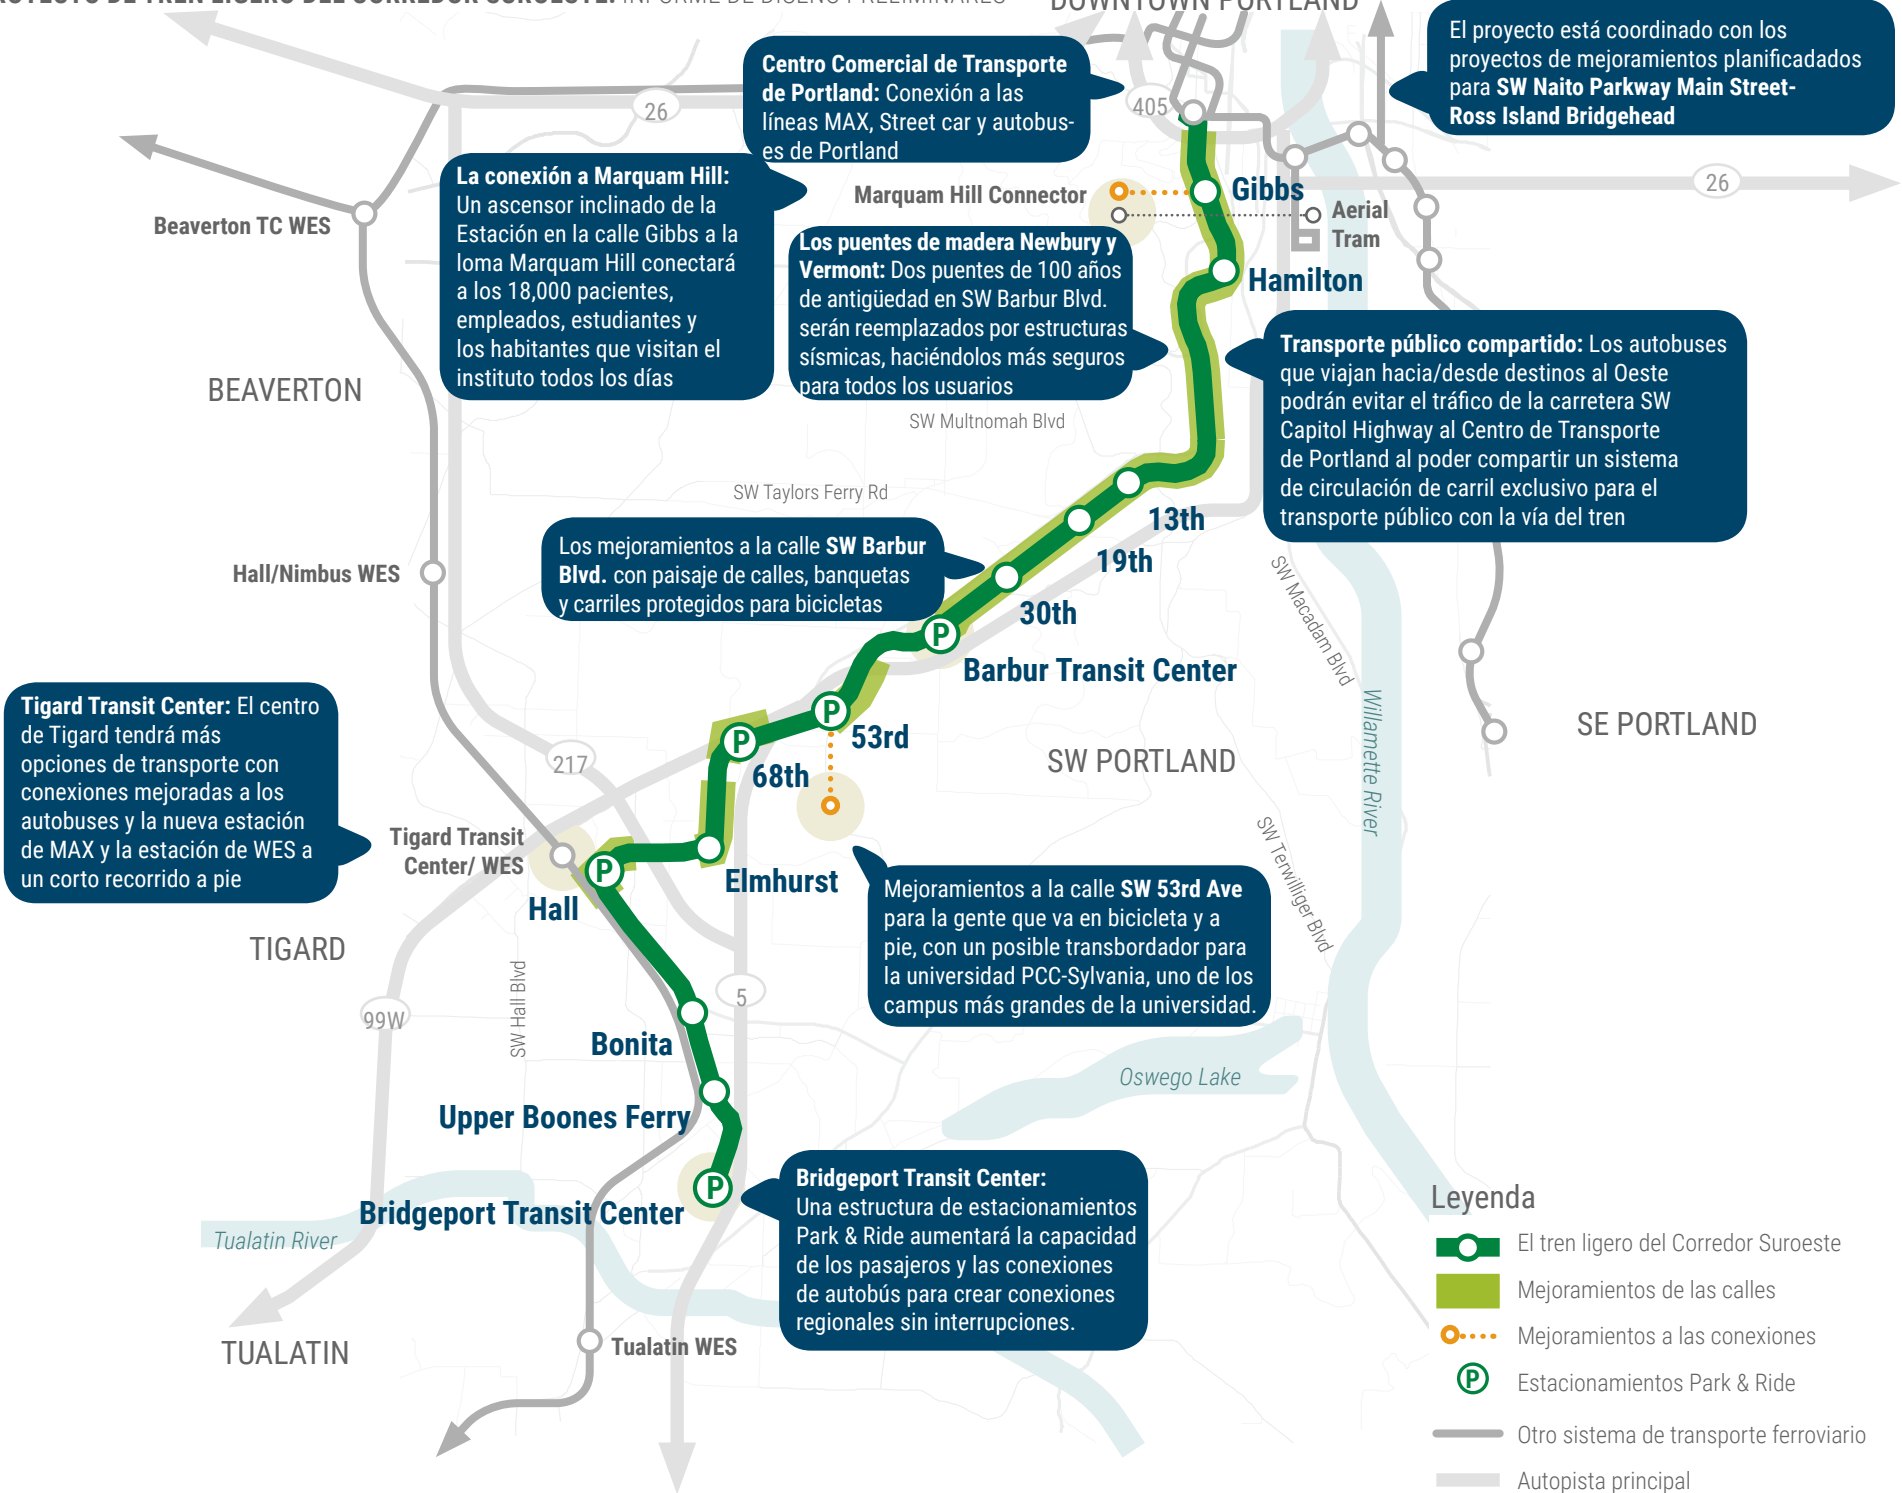 PROYECTO DE TREN LIGERO DEL CORREDOR SUROESTE: INFORME DE DISEÑO PRELIMINARES
DOWNTOWN PORTLAND
El proyecto está coordinado con los
proyectos de mejoramientos planificadados
para SW Naito Parkway Main Street-
Ross Island Bridgehead
Centro Comercial de Transporte
de Portland: Conexión a las
líneas MAX, Street car y autobus-
es de Portland
26
405
26
La conexión a Marquam Hill:
Un ascensor inclinado de la
Estación en la calle Gibbs a la
loma Marquam Hill conectará
a los 18,000 pacientes,
empleados, estudiantes y
los habitantes que visitan el
instituto todos los días
Marquam Hill Connector
Gibbs
Aerial
Tram
Beaverton TC WES
Los puentes de madera Newbury y
Vermont: Dos puentes de 100 años
de antigüedad en SW Barbur Blvd.
serán reemplazados por estructuras
sísmicas, haciéndolos más seguros
para todos los usuarios
Hamilton
Transporte público compartido: Los autobuses
que viajan hacia/desde destinos al Oeste
podrán evitar el tráfico de la carretera SW
Capitol Highway al Centro de Transporte
de Portland al poder compartir un sistema
de circulación de carril exclusivo para el
transporte público con la vía del tren
BEAVERTON
SW Multnomah Blvd
SW Taylors Ferry Rd
13th
19th
30th
Los mejoramientos a la calle SW Barbur
Blvd. con paisaje de calles, banquetas
y carriles protegidos para bicicletas
Hall/Nimbus WES
P
Barbur Transit Center
SW Macadam Blvd
Willamette River
SE PORTLAND
Tigard Transit Center: El centro
de Tigard tendrá más
opciones de transporte con
conexiones mejoradas a los
autobuses y la nueva estación
de MAX y la estación de WES a
un corto recorrido a pie
P
53rd
P
68th
217
SW PORTLAND
Tigard Transit
Center/ WES
P
Hall
Elmhurst
SW Terwilliger Blvd
Mejoramientos a la calle SW 53rd Ave
para la gente que va en bicicleta y a
pie, con un posible transbordador para
la universidad PCC-Sylvania, uno de los
campus más grandes de la universidad.
TIGARD
SW Hall Blvd
99W
5
Bonita
Oswego Lake
Upper Boones Ferry
P
Bridgeport Transit Center
Tualatin River
Bridgeport Transit Center:
Una estructura de estacionamientos
Park & Ride aumentará la capacidad
de los pasajeros y las conexiones
de autobús para crear conexiones
regionales sin interrupciones.
TUALATIN
Tualatin WES
Leyenda
El tren ligero del Corredor Suroeste
Mejoramientos de las calles
Mejoramientos a las conexiones
P Estacionamientos Park & Ride
Otro sistema de transporte ferroviario
Autopista principal